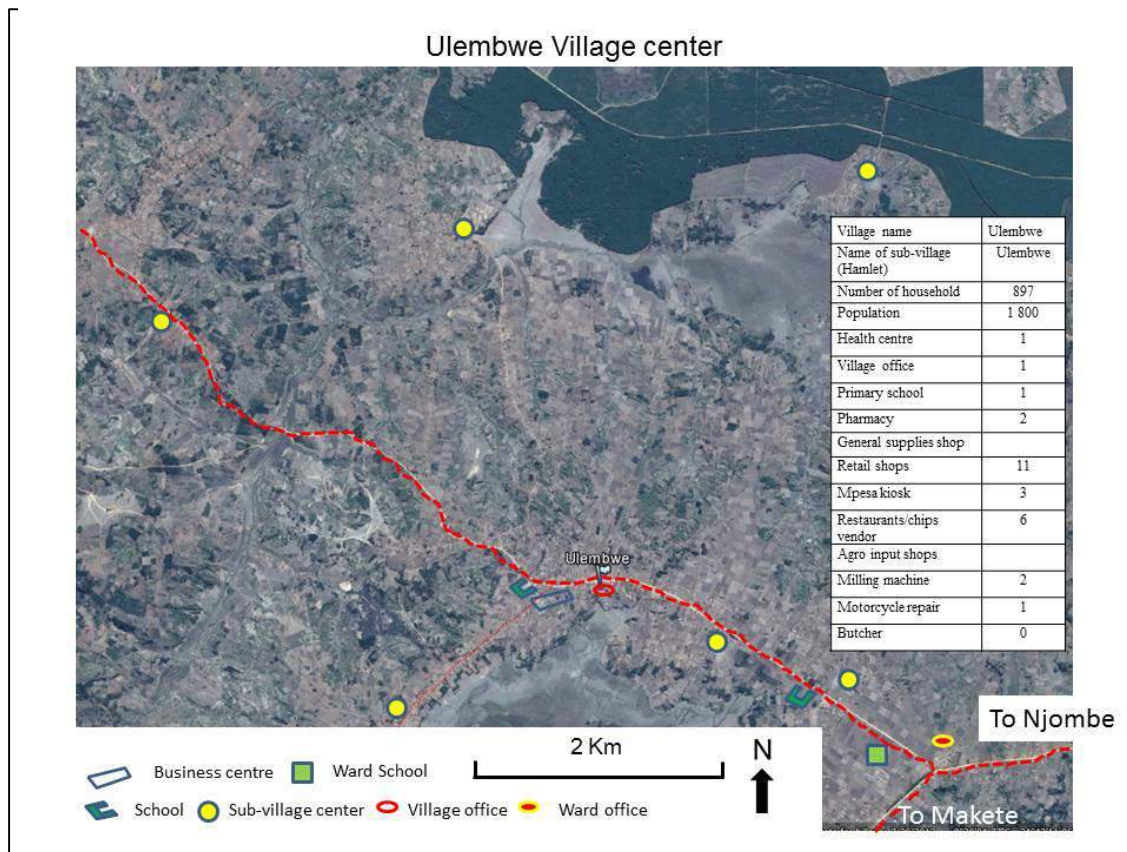 Ulembwe Village center
Village name Ulembwe
Name of sub-village Ulembwe
(Hamlet)
Number of household 897
Population 1 800
Health centre 1
Village office 1
Primary school 1
Pharmacy 2
General supplies shop
Retail shops 11
Mpesa kiosk 3
Restaurants/chips 6
vendor
Agro input shops
Milling machine 2
Motorcycle repair 1
Butcher 0
Ulembwe
To Njombe
To Makete
2 Km
N
Business centre Ward School
School Sub-village center Village office Ward office